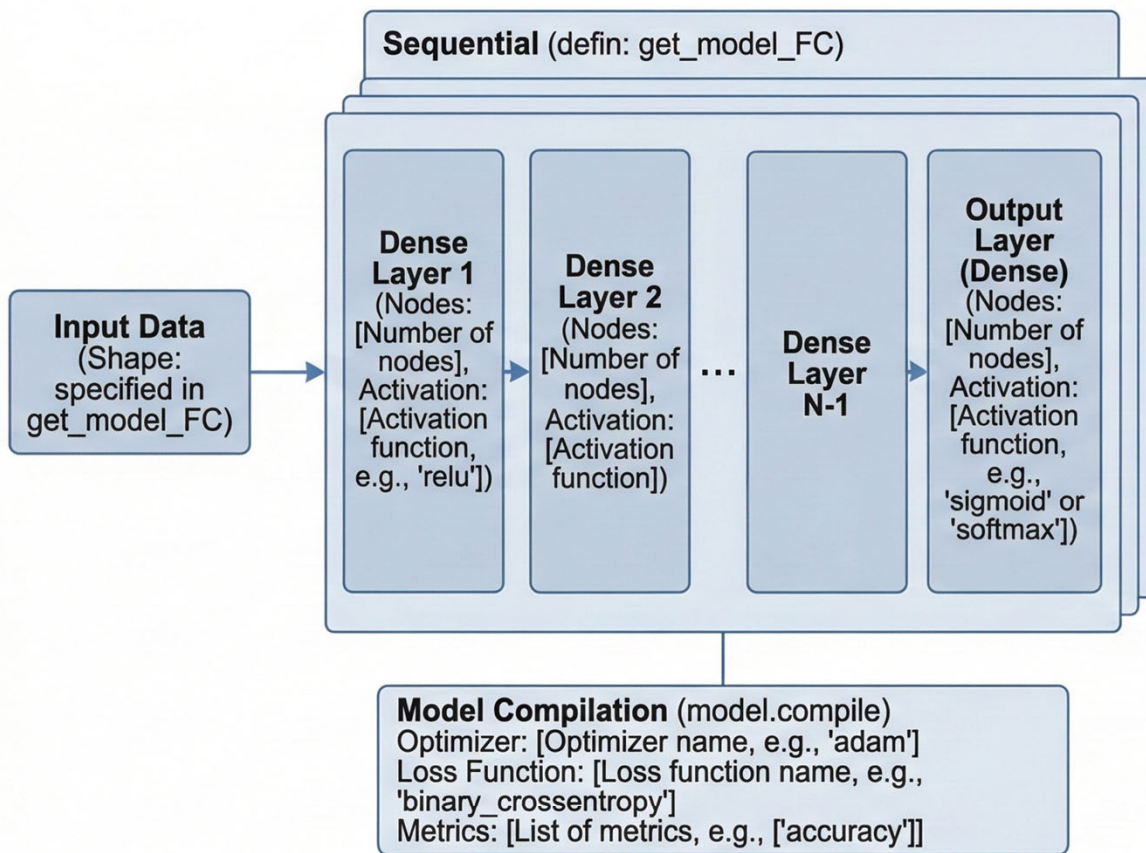 Sequential (defin: get_model_FC)
Input Data
(Shape:
specified in
get_model_FC)
Dense
Layer 1
(Nodes:
[Number of
nodes],
Activation:
[Activation
function,
e.g., 'relu'])
Dense
Layer 2
(Nodes:
[Number of
nodes],
Activation:
[Activation
function])
...
Dense
Layer
N-1
Output
Layer
(Dense)
(Nodes:
[Number of
nodes],
Activation:
[Activation
function,
e.g.,
'sigmoid' or
'softmax'])
Model Compilation (model.compile)
Optimizer: [Optimizer name, e.g., 'adam']
Loss Function: [Loss function name, e.g.,
'binary_crossentropy']
Metrics: [List of metrics, e.g., ['accuracy']]